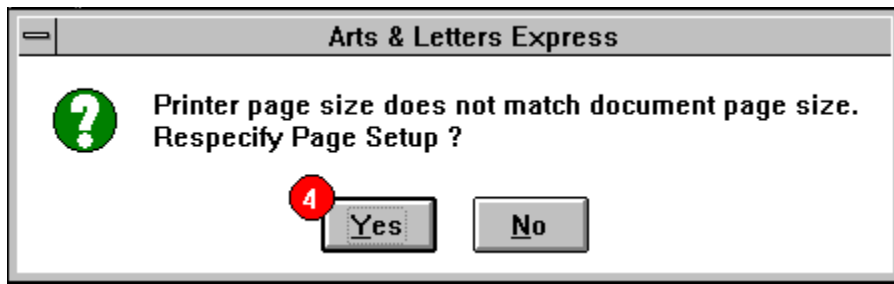 Arts & Letters Express
Printer page size does not match document page size.
Respecify Page Setup ?
4
Yes
No